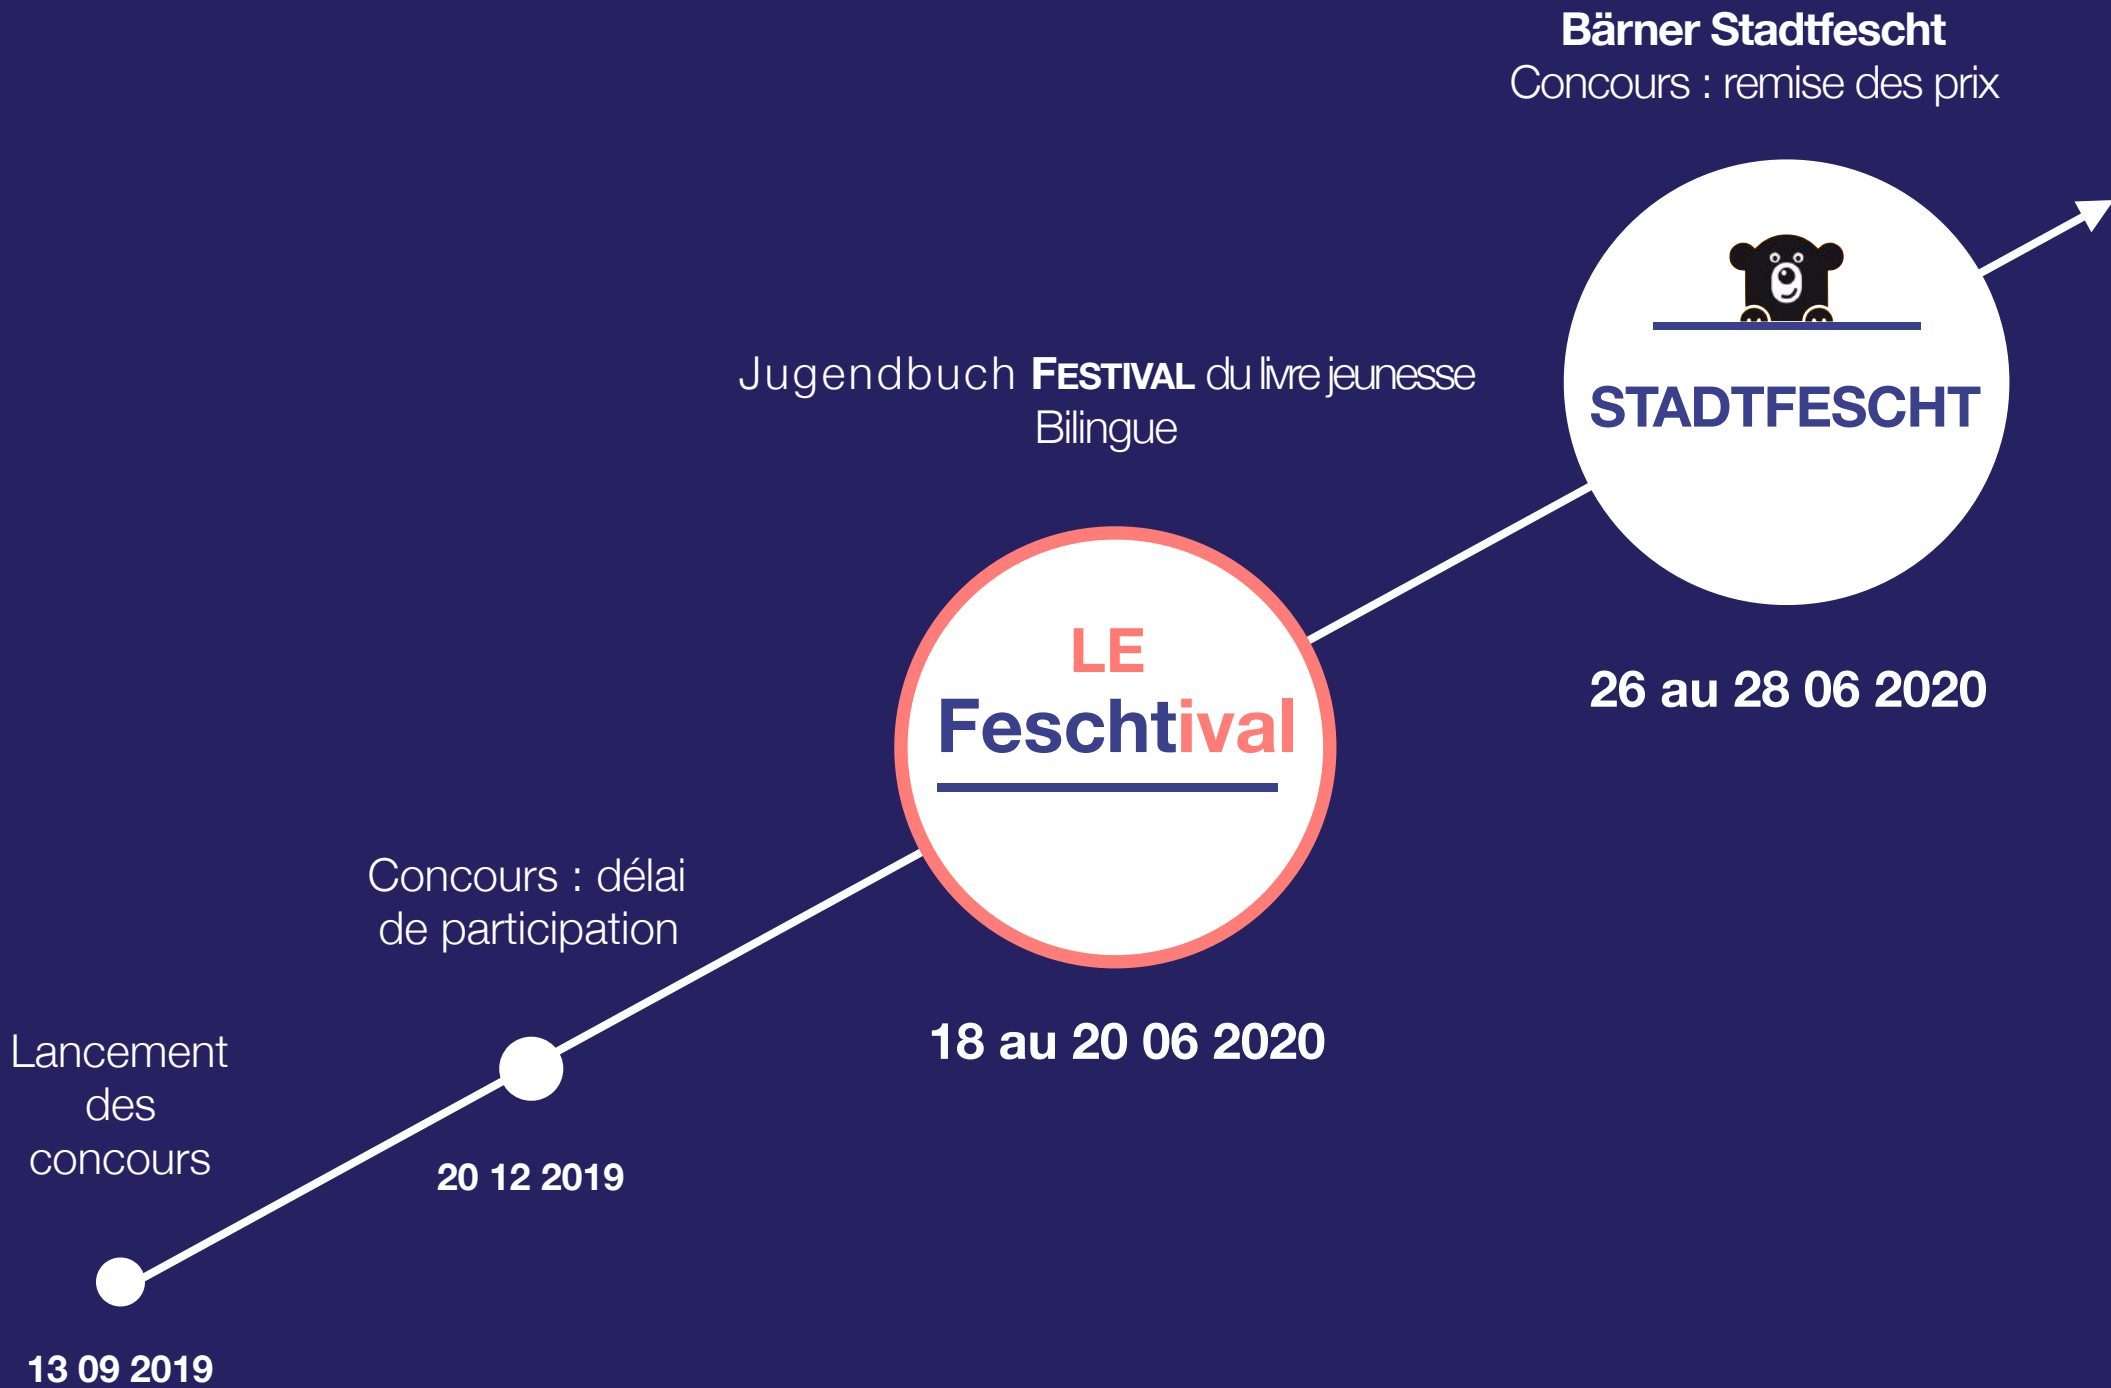 Bärner Stadtfescht
Concours : remise des prix
STADTFESCHT
26 au 28 06 2020
Jugendbuch FESTIVAL du livre jeunesse
Bilingue
LE
Feschtival
18 au 20 06 2020
Concours : délai
de participation
20 12 2019
Lancement
des
concours
13 09 2019